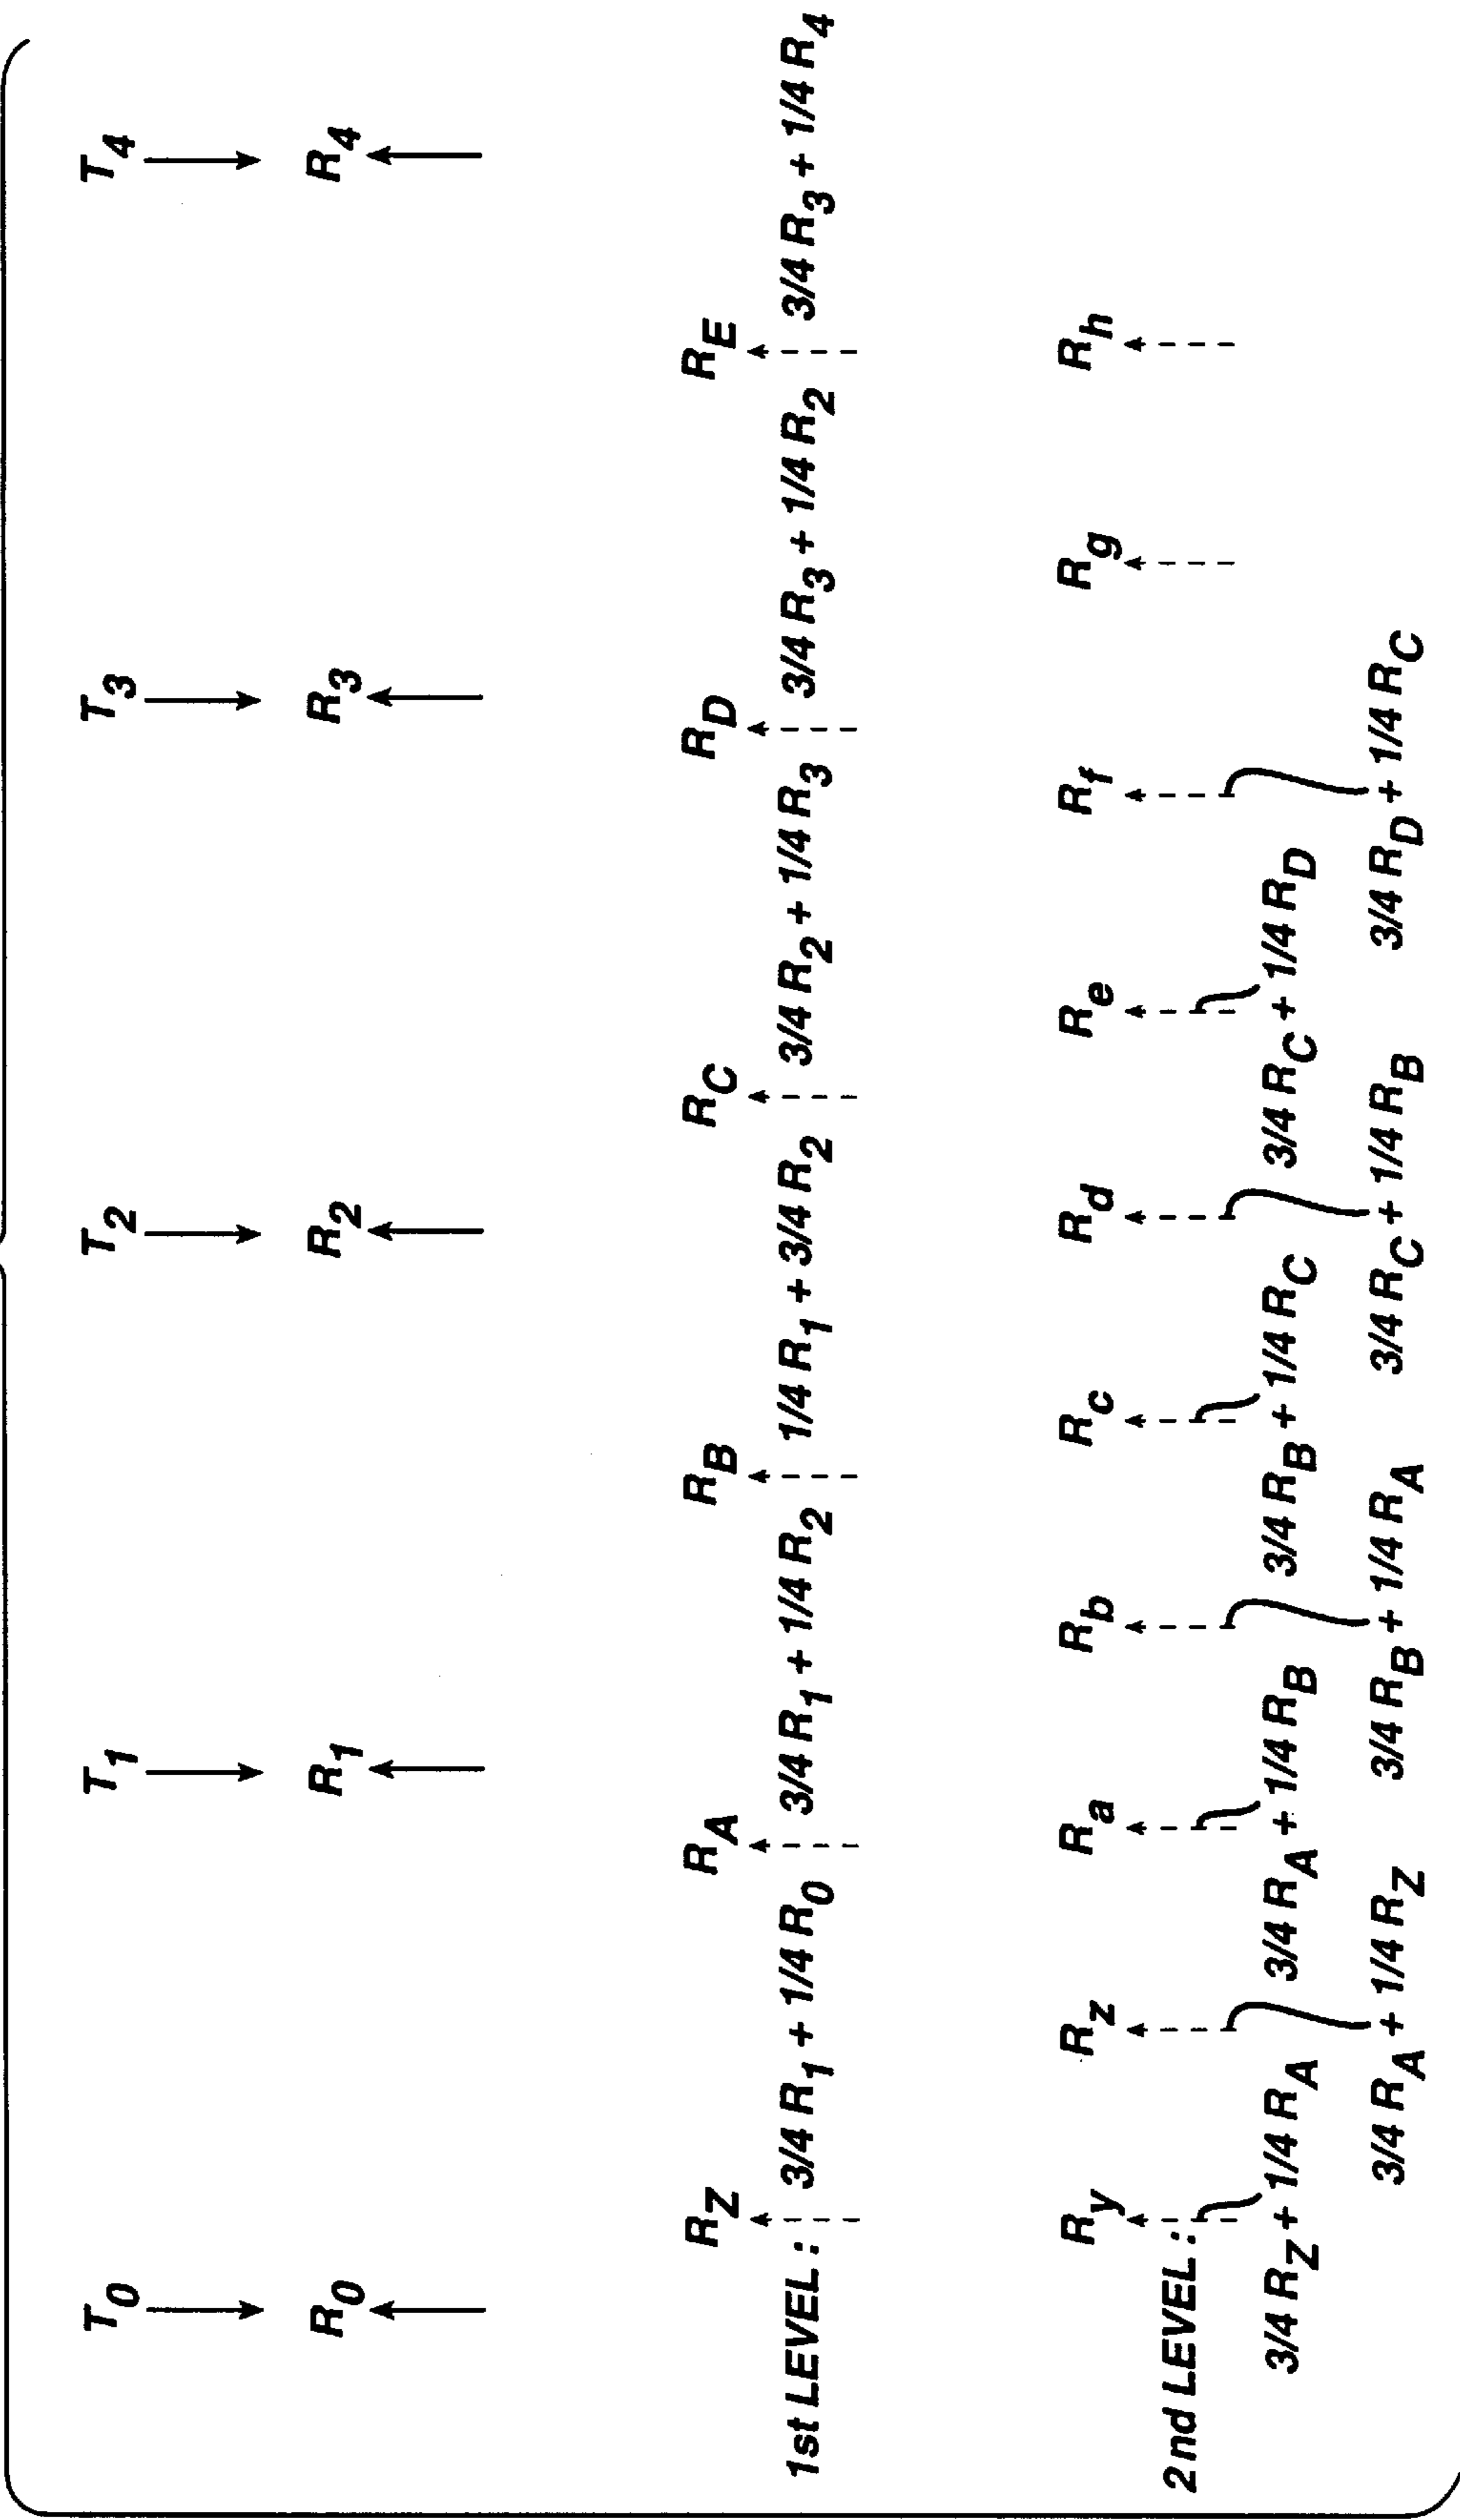 T0 T1 T2 T3 T4
R0 R1 R2 R3 R4
RZ RA RB RC RD RE
1st LEVEL: 3/4 R1 + 1/4 R0 3/4 R1 + 1/4 R2 1/4 R1 + 3/4 R2 3/4 R2 + 1/4 R3 3/4 R3 + 1/4 R2 3/4 R3 + 1/4 R4
Ry Rz Ra Rb Rc Rd Re Rf Rg Rh
2nd LEVEL:
3/4 RZ + 1/4 RA 3/4 RA + 1/4 RB 3/4 RB + 1/4 RC 3/4 RC + 1/4 RD
3/4 RA + 1/4 RZ 3/4 RB + 1/4 RA 3/4 RC + 1/4 RB 3/4 RD + 1/4 RC